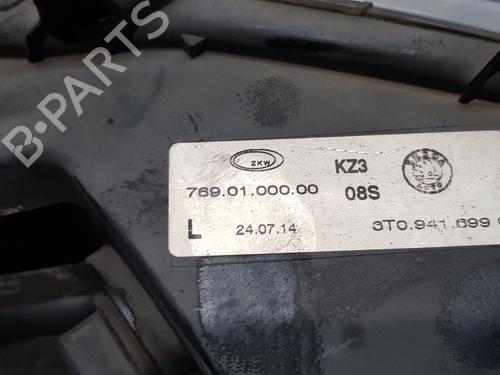 B-PARTS
ZKW KZ3
769.01.000.00 08S
L 24.07.14 3T0.941.699